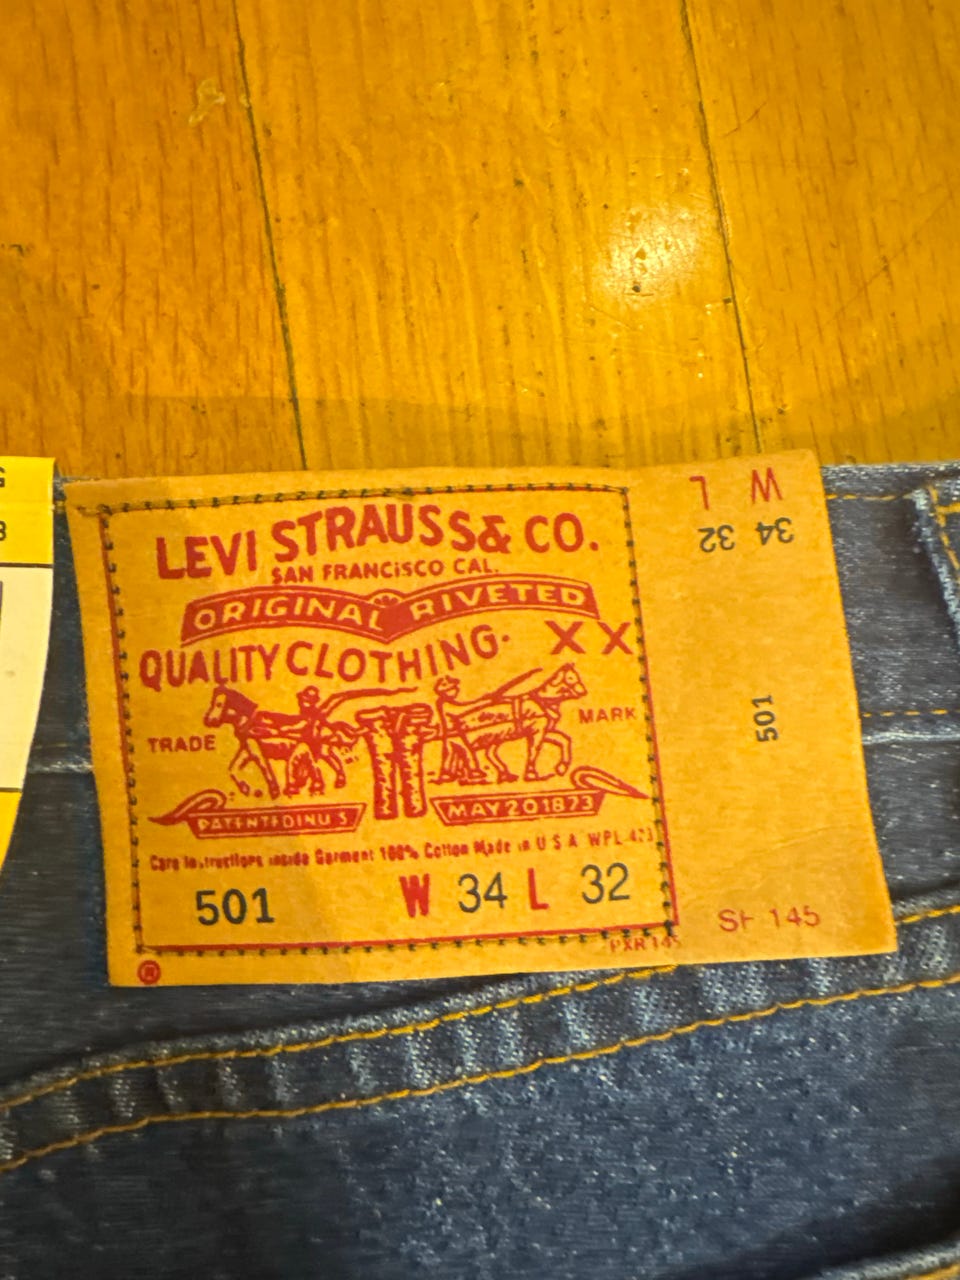 LEVI STRAUSS & CO.
SAN FRANCISCO CAL.
ORIGINAL RIVETED
QUALITY CLOTHING. XX
TRADE MARK
PATENTED IN U S MAY 20 1873
Care Instructions inside Garment 100% Cotton Made in U S A WPL 423
501 W 34 L 32
PXR 145
®
W L
34 32
501
SF 145